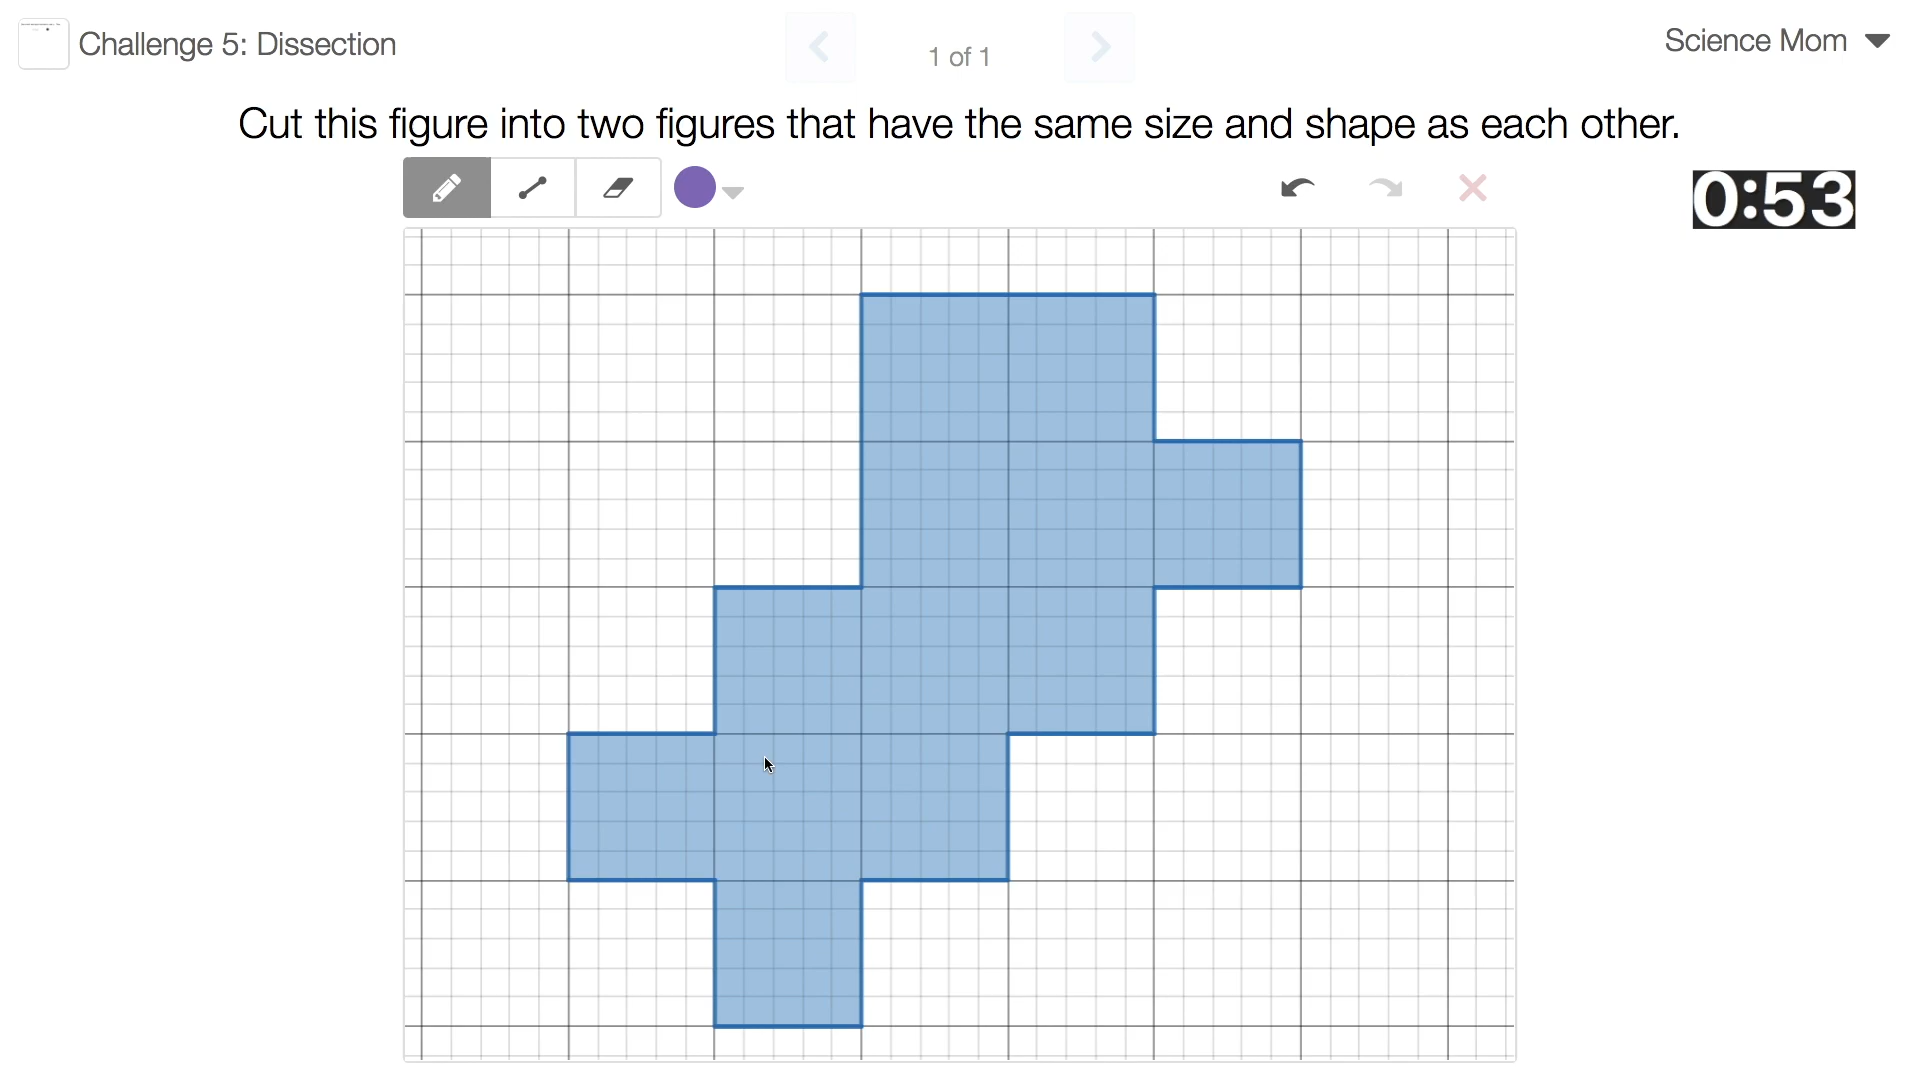 Challenge 5: Dissection
1 of 1
Science Mom
Cut this figure into two figures that have the same size and shape as each other.
0:53